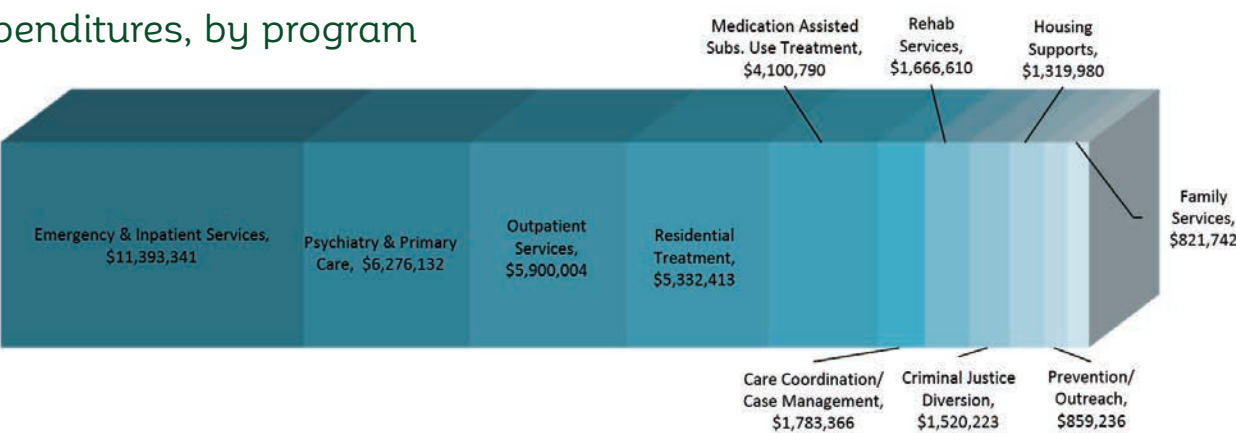 penditures, by program
Medication Assisted
Subs. Use Treatment,
$4,100,790
Rehab
Services,
$1,666,610
Housing
Supports,
$1,319,980
Emergency & Inpatient Services,
$11,393,341
Psychiatry & Primary
Care, $6,276,132
Outpatient
Services,
$5,900,004
Residential
Treatment,
$5,332,413
Family
Services,
$821,742
Care Coordination/
Case Management,
$1,783,366
Criminal Justice
Diversion,
$1,520,223
Prevention/
Outreach,
$859,236